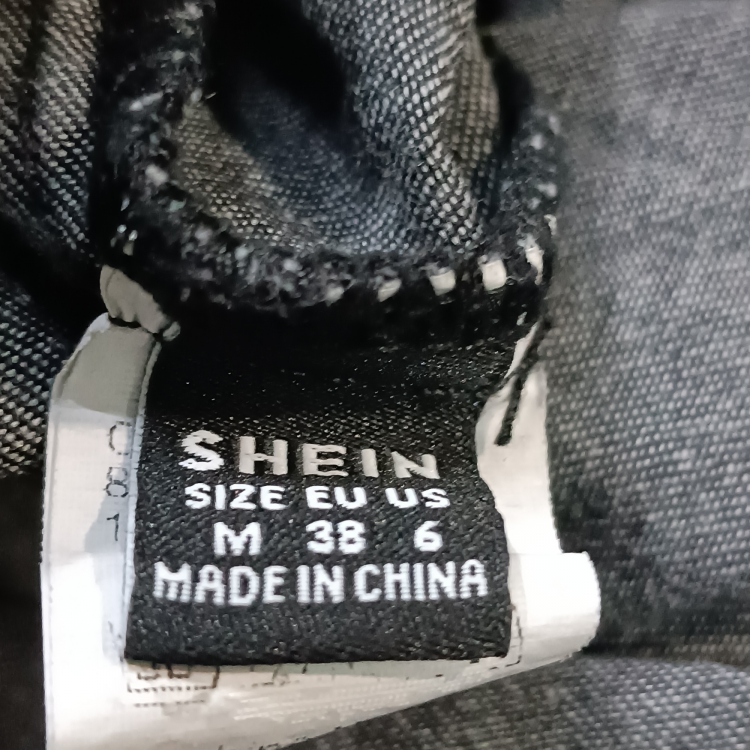 SHEIN
SIZE EU US
M 38 6
MADE IN CHINA